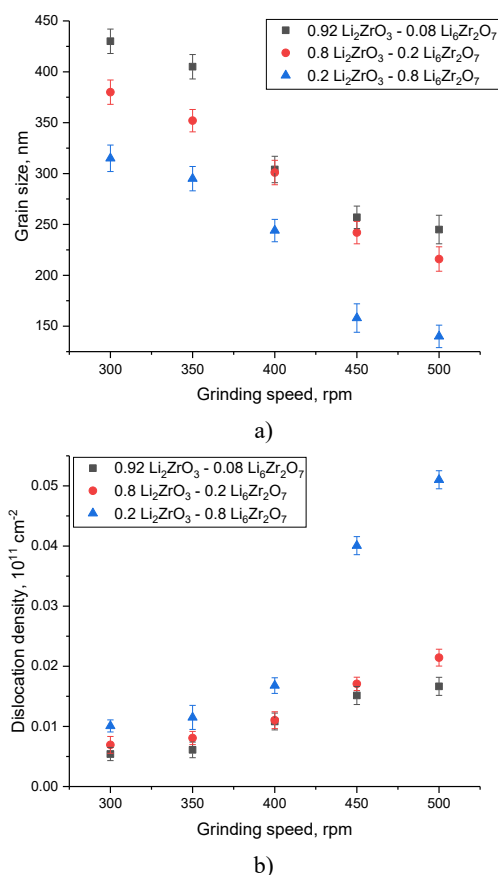 450
400
350
300
250
200
150
Grain size, nm
0.92 Li₂ZrO₃ - 0.08 Li₆Zr₂O₇
0.8 Li₂ZrO₃ - 0.2 Li₆Zr₂O₇
0.2 Li₂ZrO₃ - 0.8 Li₆Zr₂O₇
300 350 400 450 500
Grinding speed, rpm
a)
0.05
0.04
0.03
0.02
0.01
0.00
Dislocation density, 10¹¹ cm⁻²
0.92 Li₂ZrO₃ - 0.08 Li₆Zr₂O₇
0.8 Li₂ZrO₃ - 0.2 Li₆Zr₂O₇
0.2 Li₂ZrO₃ - 0.8 Li₆Zr₂O₇
300 350 400 450 500
Grinding speed, rpm
b)